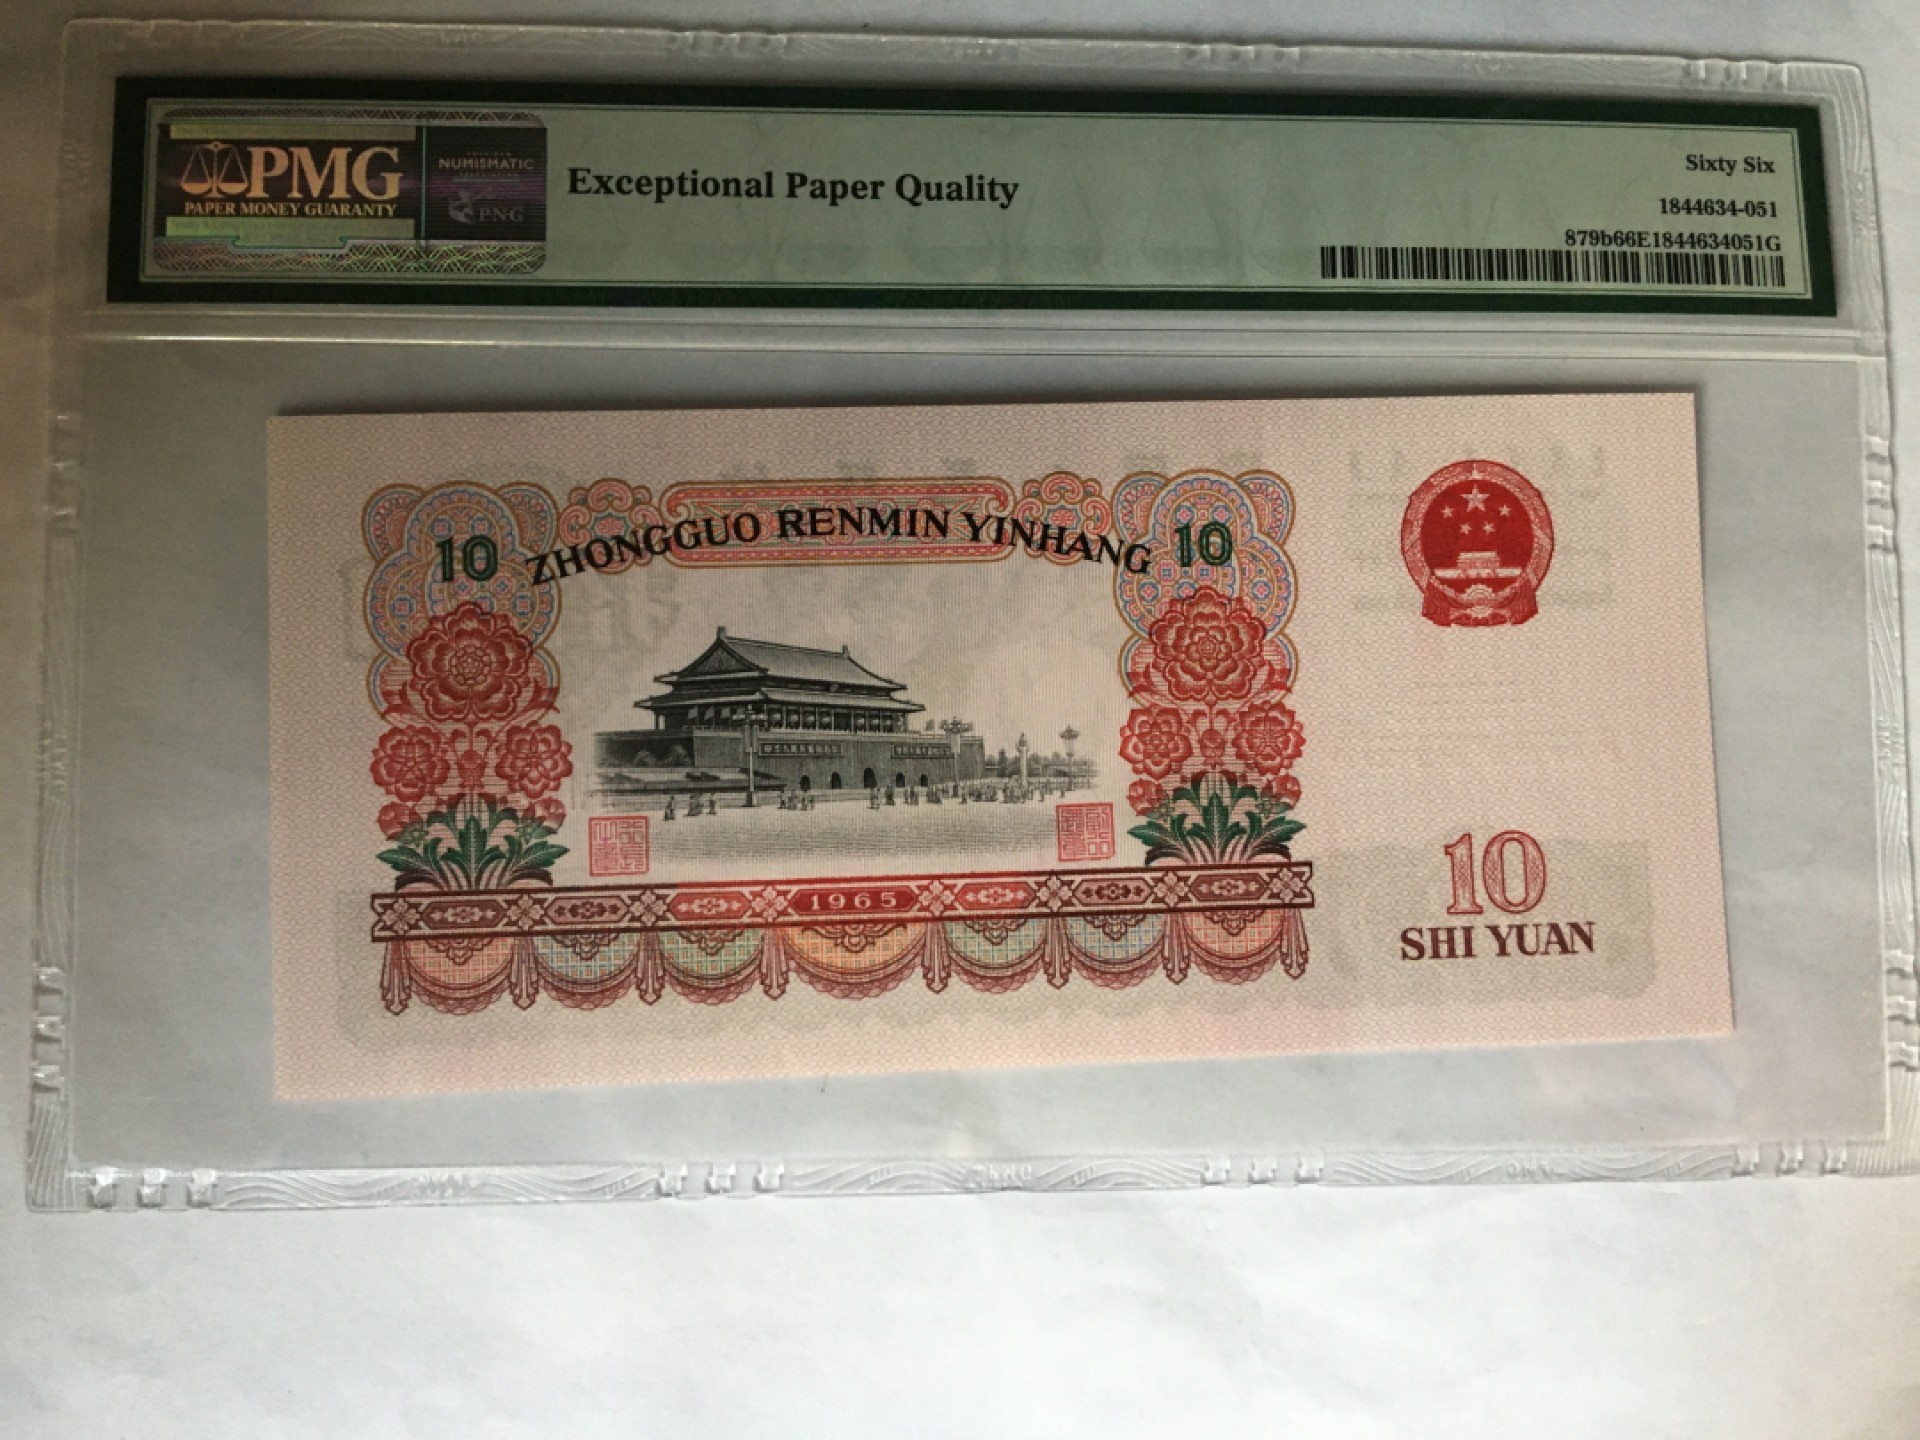 PMG
PAPER MONEY GUARANTY
NUMISMATIC
PNG
Exceptional Paper Quality
Sixty Six
1844634-051
879b66E1844634051G
10 ZHONGGUO RENMIN YINHANG 10
1965
10
SHI YUAN